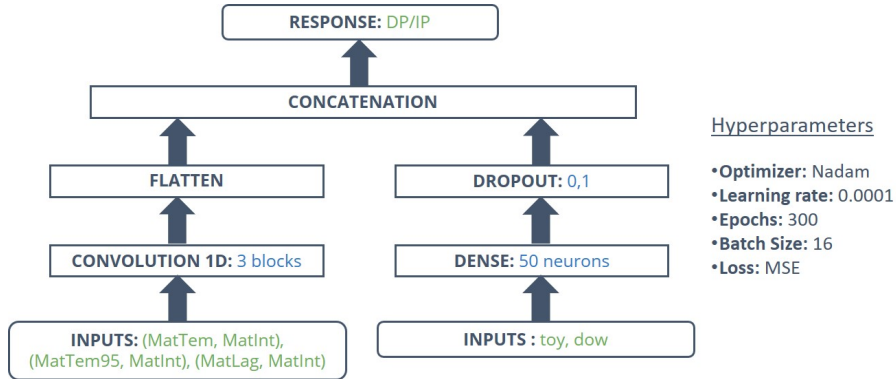 RESPONSE: DP/IP
CONCATENATION
FLATTEN
DROPOUT: 0,1
CONVOLUTION 1D: 3 blocks
DENSE: 50 neurons
INPUTS: (MatTem, MatInt),
(MatTem95, MatInt), (MatLag, MatInt)
INPUTS : toy, dow
Hyperparameters
•Optimizer: Nadam
•Learning rate: 0.0001
•Epochs: 300
•Batch Size: 16
•Loss: MSE